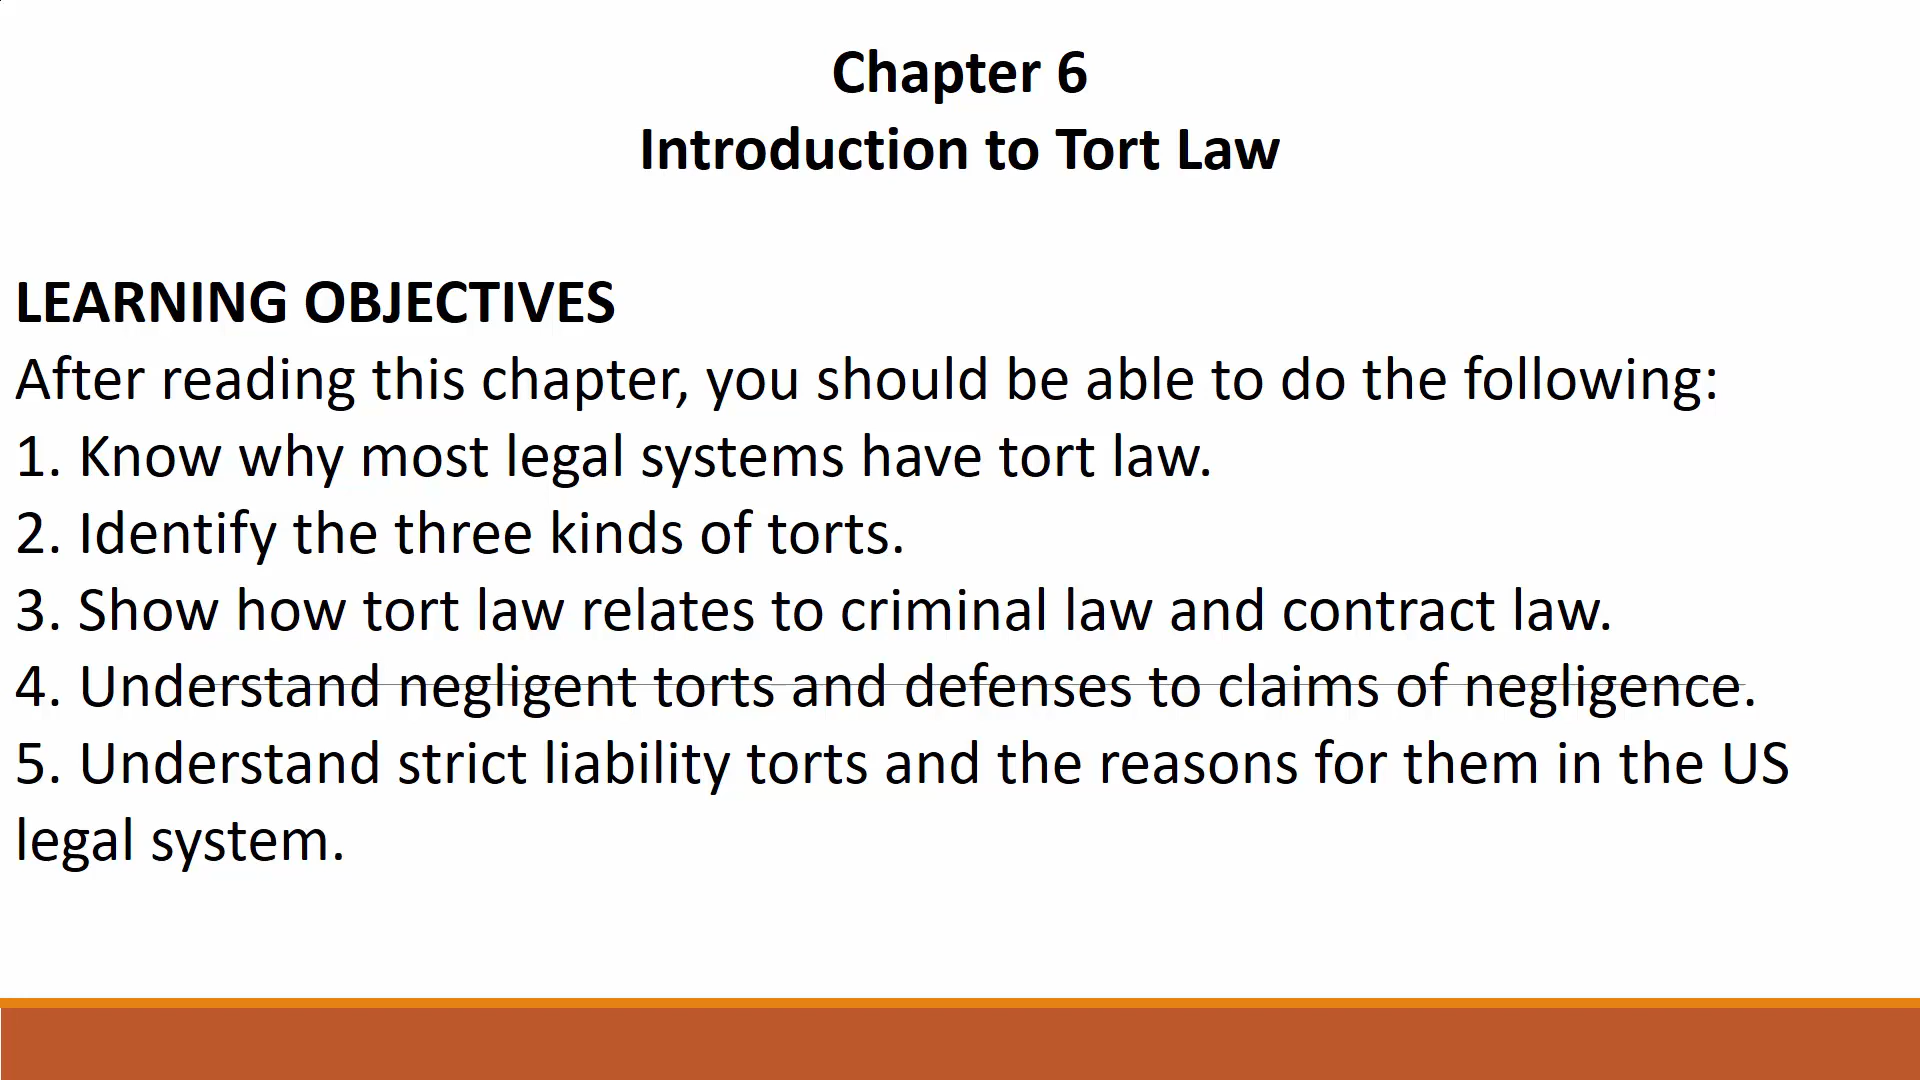 Chapter 6
Introduction to Tort Law
LEARNING OBJECTIVES
After reading this chapter, you should be able to do the following:
1. Know why most legal systems have tort law.
2. Identify the three kinds of torts.
3. Show how tort law relates to criminal law and contract law.
4. Understand negligent torts and defenses to claims of negligence.
5. Understand strict liability torts and the reasons for them in the US
legal system.